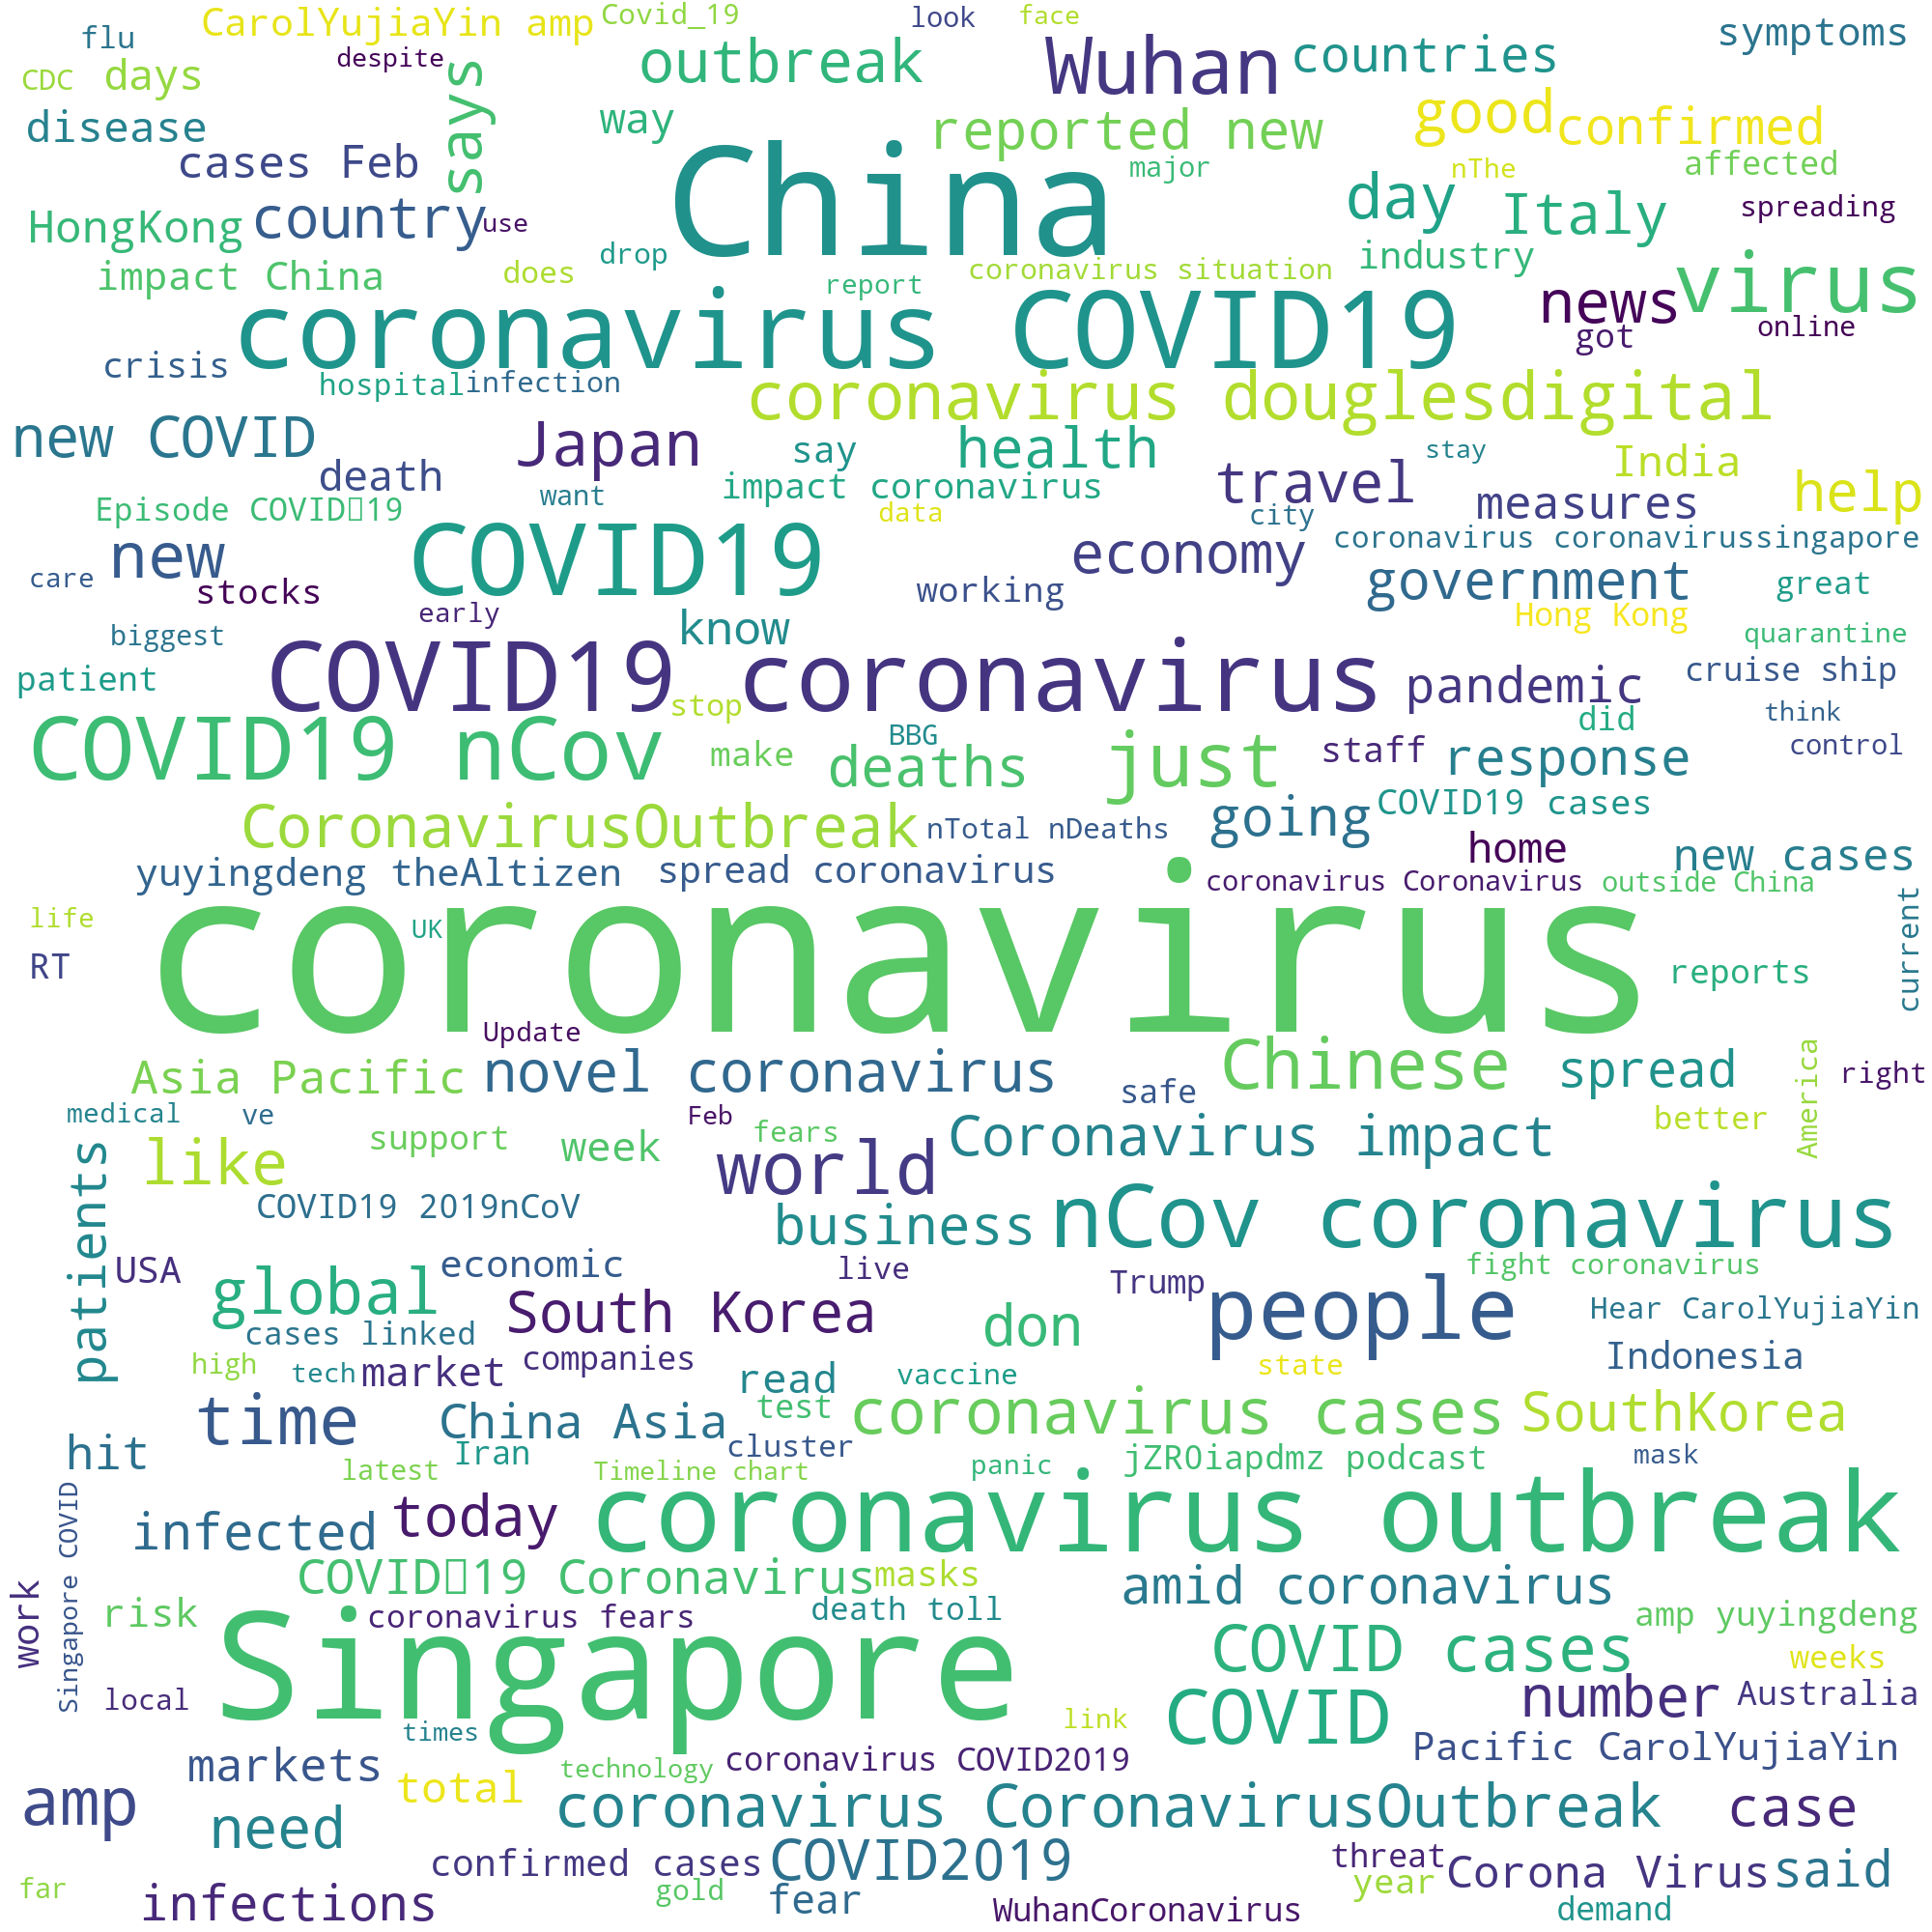 flu
CarolYujiaYin amp
Covid_19
look
face
symptoms
despite
CDC
days
says
outbreak
Wuhan
countries
disease
way
reported new
good
confirmed
cases Feb
China
major
nThe
affected
HongKong
country
use
day
Italy
spreading
drop
industry
impact China
does
report
coronavirus situation
virus
coronavirus COVID19
news
got
online
crisis
hospital
infection
coronavirus douglesdigital
new COVID
Japan
say
health
stay
India
death
want
impact coronavirus
travel
measures
help
Episode COVID 19
data
city
new
COVID19
economy
coronavirus coronavirussingapore
care
stocks
working
government
great
early
Hong Kong
biggest
know
quarantine
patient
COVID19 coronavirus
pandemic
cruise ship
stop
did
think
COVID19 nCov
make
BBG
deaths
just
staff
response
control
CoronavirusOutbreak
nTotal nDeaths
going
COVID19 cases
home
new cases
yuyingdeng theAltizen
spread coronavirus
coronavirus Coronavirus
outside China
life
UK
coronavirus
current
RT
reports
Update
Asia Pacific
novel coronavirus
safe
Chinese
spread
America
right
medical
ve
Feb
fears
better
patients
like
support
week
world
Coronavirus impact
COVID19 2019nCoV
business
nCov coronavirus
USA
global
economic
live
Trump
people
fight coronavirus
cases linked
South Korea
don
Hear CarolYujiaYin
high
tech
market
companies
read
vaccine
state
Indonesia
time
China Asia
test
coronavirus cases
SouthKorea
hit
Iran
cluster
jZROiapdmz podcast
mask
latest
Timeline chart
panic
Singapore COVID
infected
today
coronavirus outbreak
work
COVID 19 Coronavirus
masks
amid coronavirus
risk
coronavirus fears
death toll
amp yuyingdeng
Singapore
COVID cases
weeks
local
times
link
COVID
number
Australia
markets
technology
coronavirus COVID2019
Pacific CarolYujiaYin
amp
total
need
coronavirus CoronavirusOutbreak
case
confirmed cases
COVID2019
threat
Corona Virus
said
far
infections
gold
fear
WuhanCoronavirus
year
demand